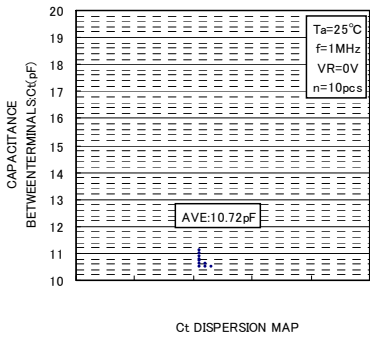 CAPACITANCE
BETWEENTERMINALS:Ct(pF)
20
19
18
17
16
15
14
13
12
11
10
Ta=25°C
f=1MHz
VR=0V
n=10pcs
AVE:10.72pF
Ct DISPERSION MAP